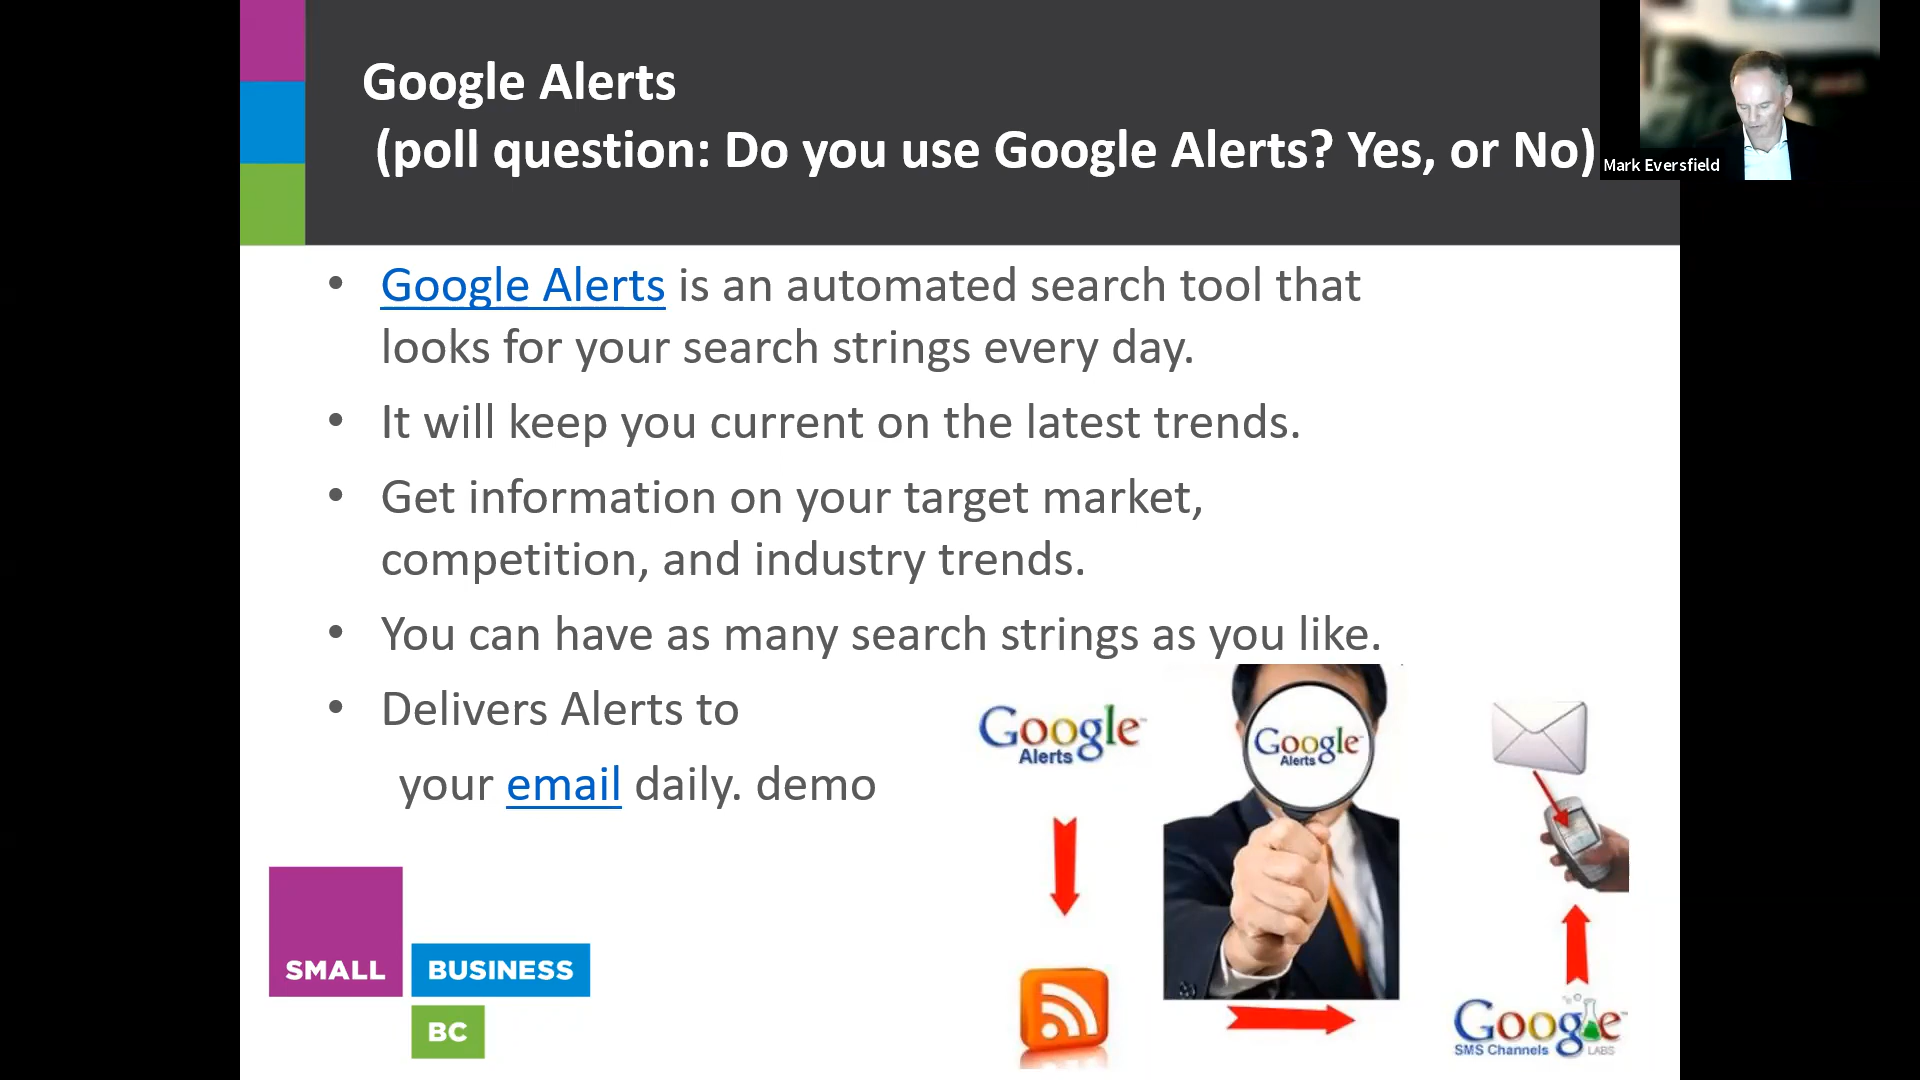 Google Alerts
(poll question: Do you use Google Alerts? Yes, or No)
Mark Eversfield
• Google Alerts is an automated search tool that
looks for your search strings every day.
• It will keep you current on the latest trends.
• Get information on your target market,
competition, and industry trends.
• You can have as many search strings as you like.
• Delivers Alerts to
your email daily. demo
Google™
Alerts
Google™
Alerts
SMALL
BUSINESS
BC
Google™
SMS Channels LABS